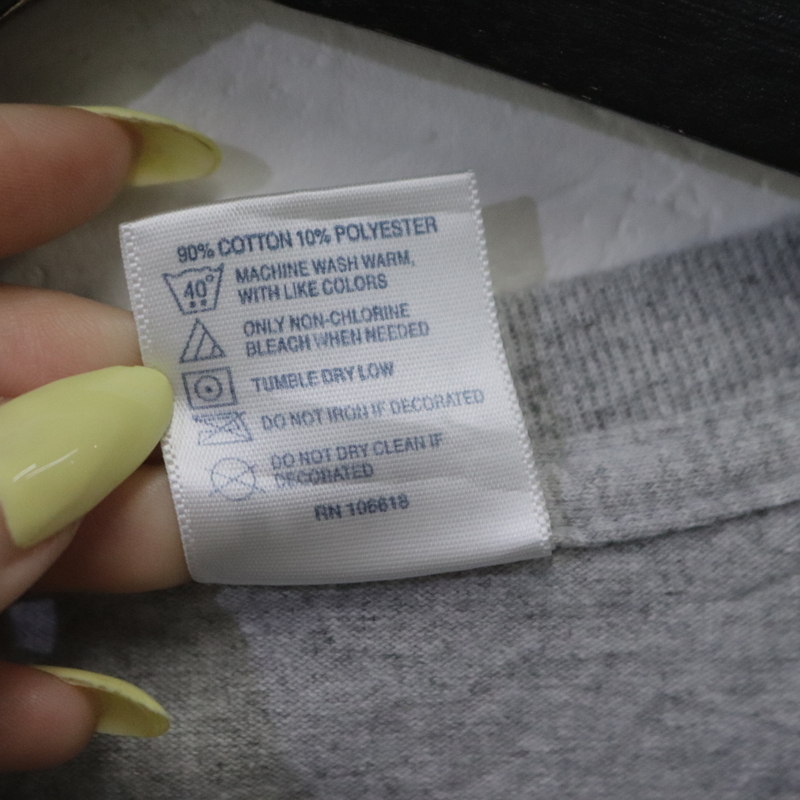 90% COTTON 10% POLYESTER
40° MACHINE WASH WARM,
WITH LIKE COLORS
ONLY NON-CHLORINE
BLEACH WHEN NEEDED
TUMBLE DRY LOW
DO NOT IRON IF DECORATED
DO NOT DRY CLEAN IF
DECORATED
RN 106618